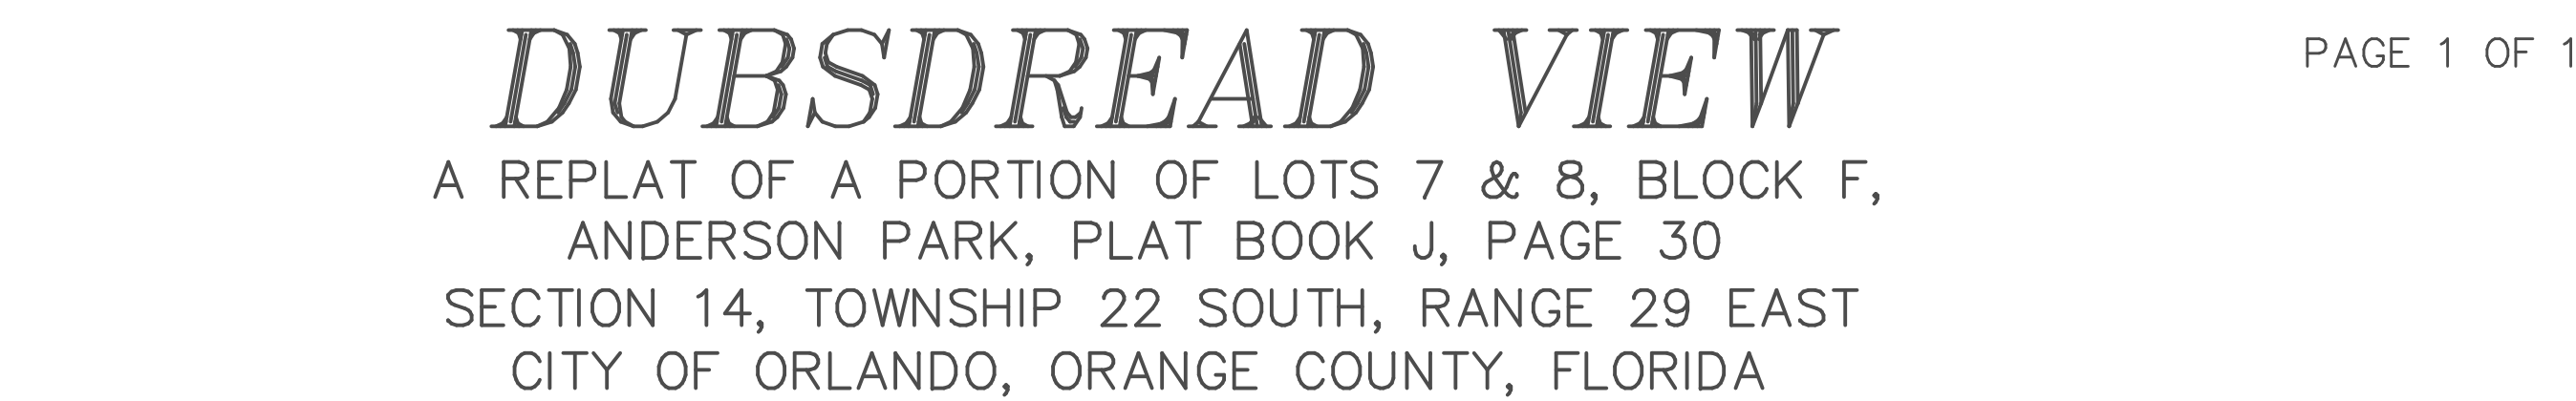 DUBSDREAD VIEW
PAGE 1 OF 1
A REPLAT OF A PORTION OF LOTS 7 & 8, BLOCK F,
ANDERSON PARK, PLAT BOOK J, PAGE 30
SECTION 14, TOWNSHIP 22 SOUTH, RANGE 29 EAST
CITY OF ORLANDO, ORANGE COUNTY, FLORIDA